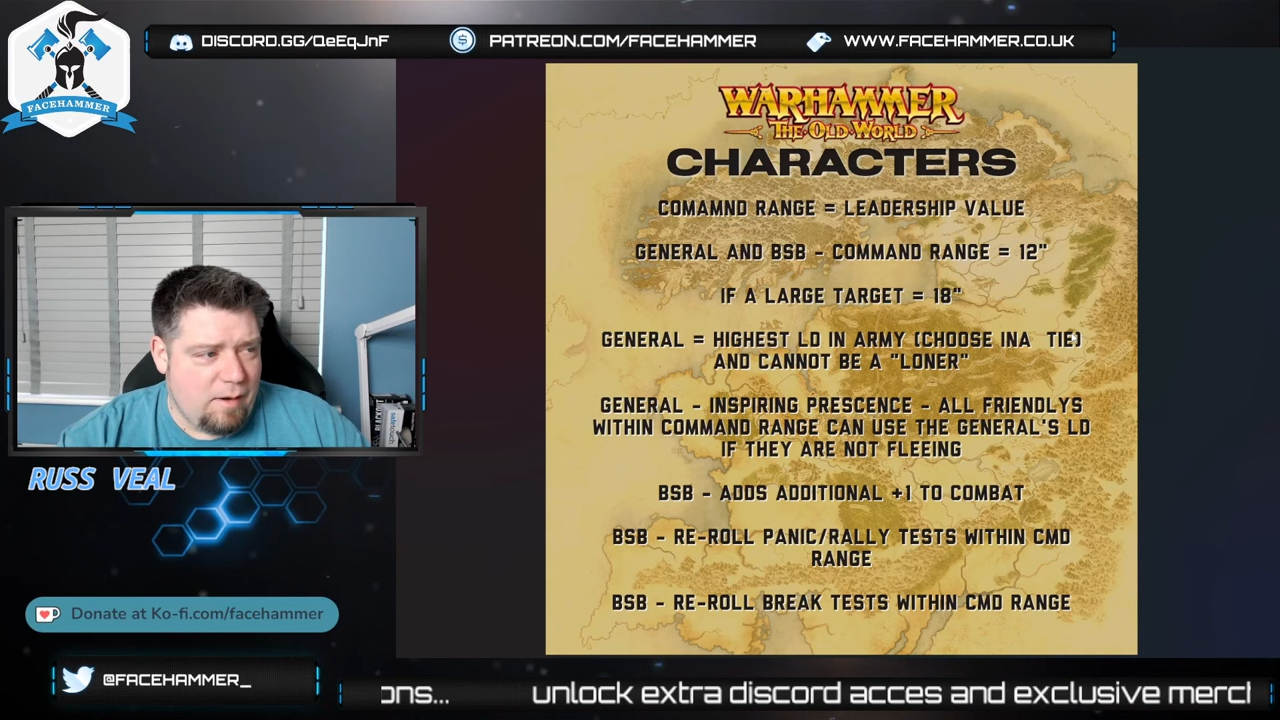 DISCORD.GG/QeEqJnF
PATREON.COM/FACEHAMMER
WWW.FACEHAMMER.CO.UK
FACEHAMMER
WARHAMMER
THE OLD WORLD
CHARACTERS
COMAMND RANGE = LEADERSHIP VALUE
GENERAL AND BSB - COMMAND RANGE = 12"
IF A LARGE TARGET = 18"
GENERAL = HIGHEST LD IN ARMY (CHOOSE INA TIE)
AND CANNOT BE A "LONER"
GENERAL - INSPIRING PRESCENCE - ALL FRIENDLYS
WITHIN COMMAND RANGE CAN USE THE GENERAL'S LD
IF THEY ARE NOT FLEEING
BSB - ADDS ADDITIONAL +1 TO COMBAT
BSB - RE-ROLL PANIC/RALLY TESTS WITHIN CMD
RANGE
BSB - RE-ROLL BREAK TESTS WITHIN CMD RANGE
RUSS VEAL
Donate at Ko-fi.com/facehammer
@FACEHAMMER_
ons... unlock extra discord acces and exclusive merch